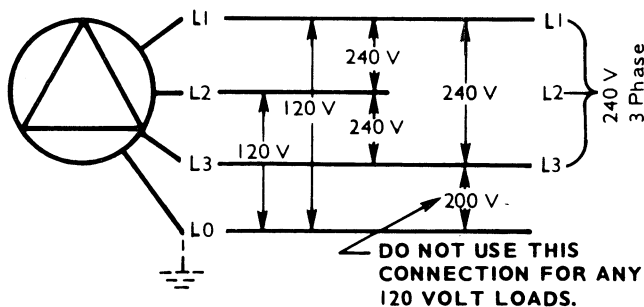 L1 L1
240 V
L2 120 V 240 V L2 240 V 3 Phase
240 V
120 V
L3 L3
200 V
L0
DO NOT USE THIS
CONNECTION FOR ANY
120 VOLT LOADS.